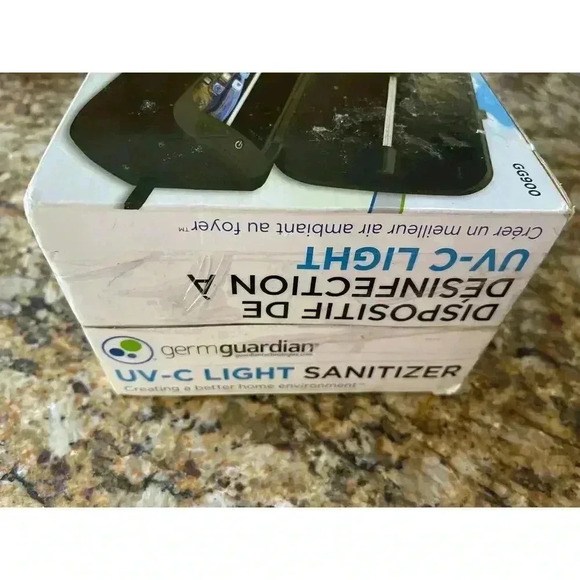 germguardian®
UV-C LIGHT SANITIZER
Creating a better home environment™
DISPOSITIF DE
DÉSINFECTION À
UV-C LIGHT
Créer un meilleur air ambiant au foyer™
GG900